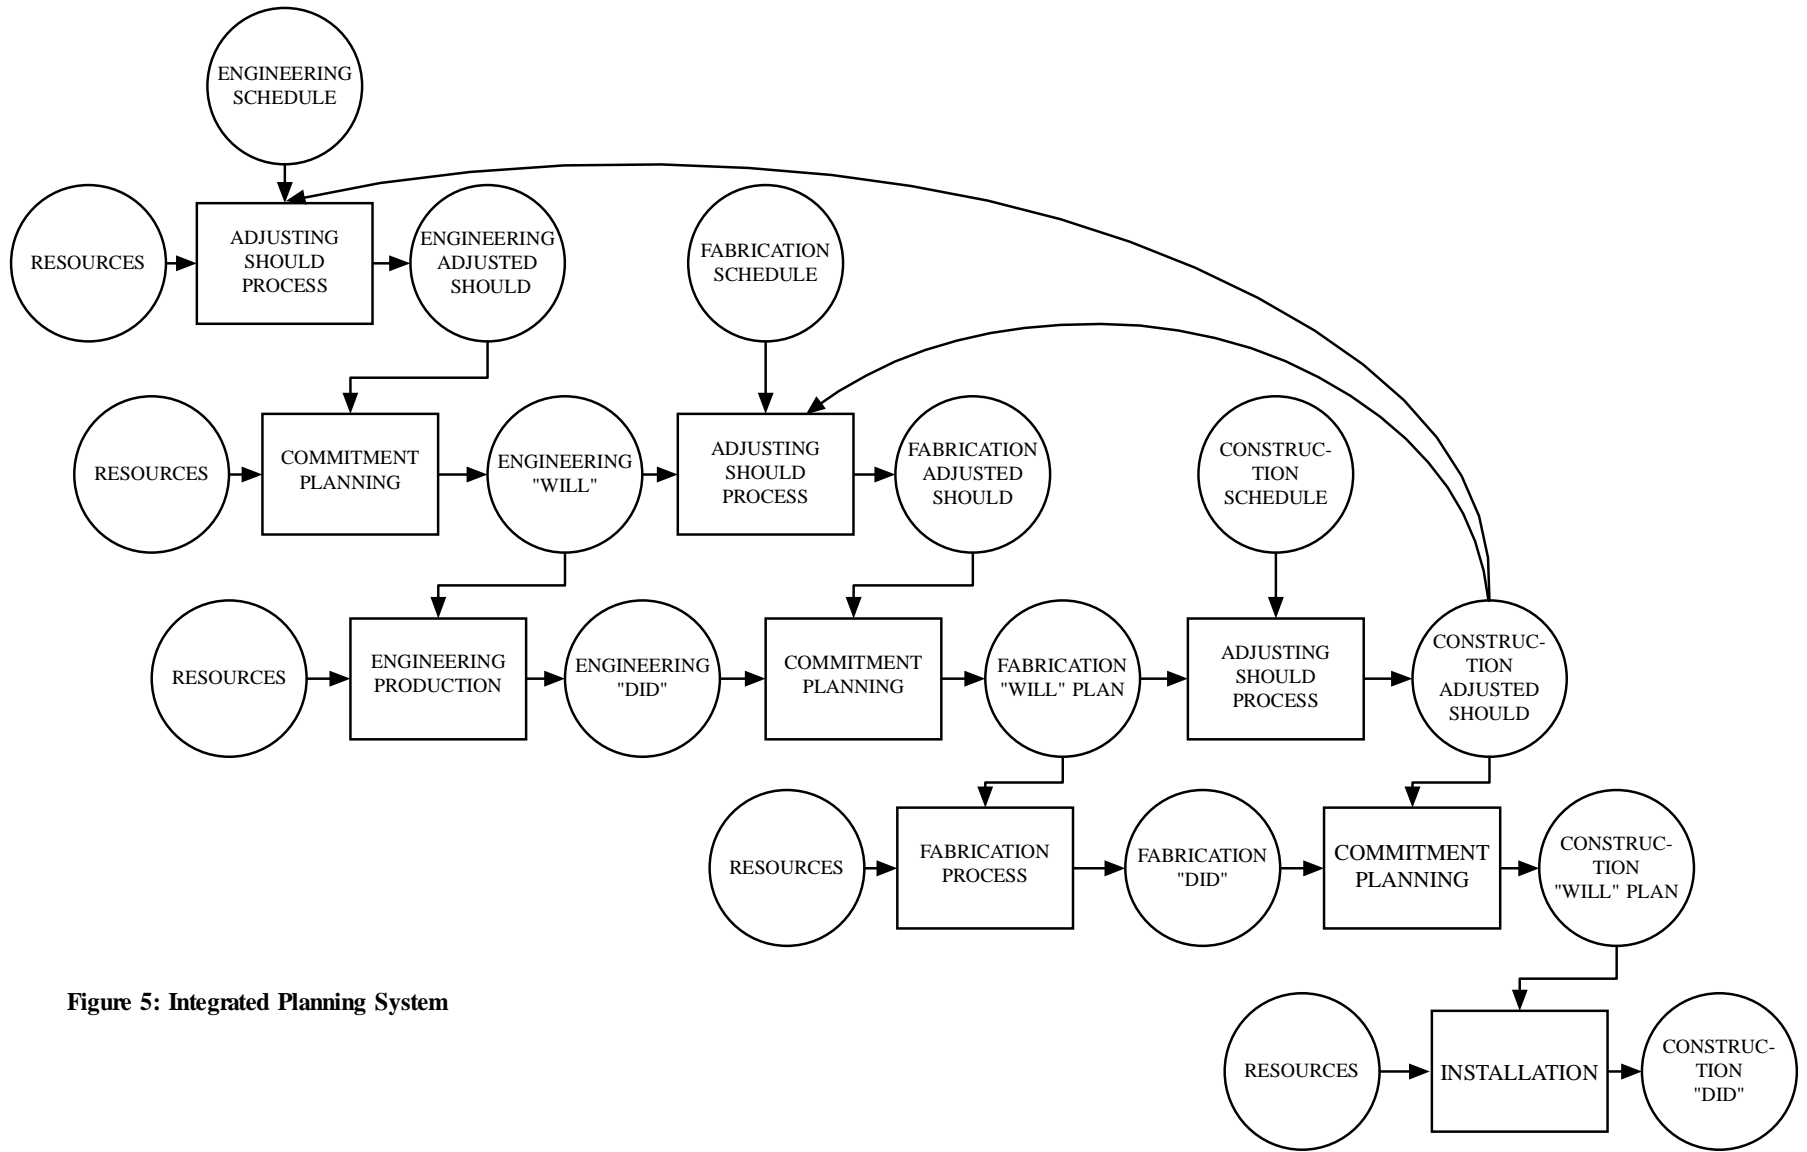 ENGINEERING
SCHEDULE
RESOURCES
ADJUSTING
SHOULD
PROCESS
ENGINEERING
ADJUSTED
SHOULD
FABRICATION
SCHEDULE
RESOURCES
COMMITMENT
PLANNING
ENGINEERING
"WILL"
ADJUSTING
SHOULD
PROCESS
FABRICATION
ADJUSTED
SHOULD
CONSTRUC-
TION
SCHEDULE
RESOURCES
ENGINEERING
PRODUCTION
ENGINEERING
"DID"
COMMITMENT
PLANNING
FABRICATION
"WILL" PLAN
ADJUSTING
SHOULD
PROCESS
CONSTRUC-
TION
ADJUSTED
SHOULD
RESOURCES
FABRICATION
PROCESS
FABRICATION
"DID"
COMMITMENT
PLANNING
CONSTRUC-
TION
"WILL" PLAN
Figure 5: Integrated Planning System
RESOURCES
INSTALLATION
CONSTRUC-
TION
"DID"